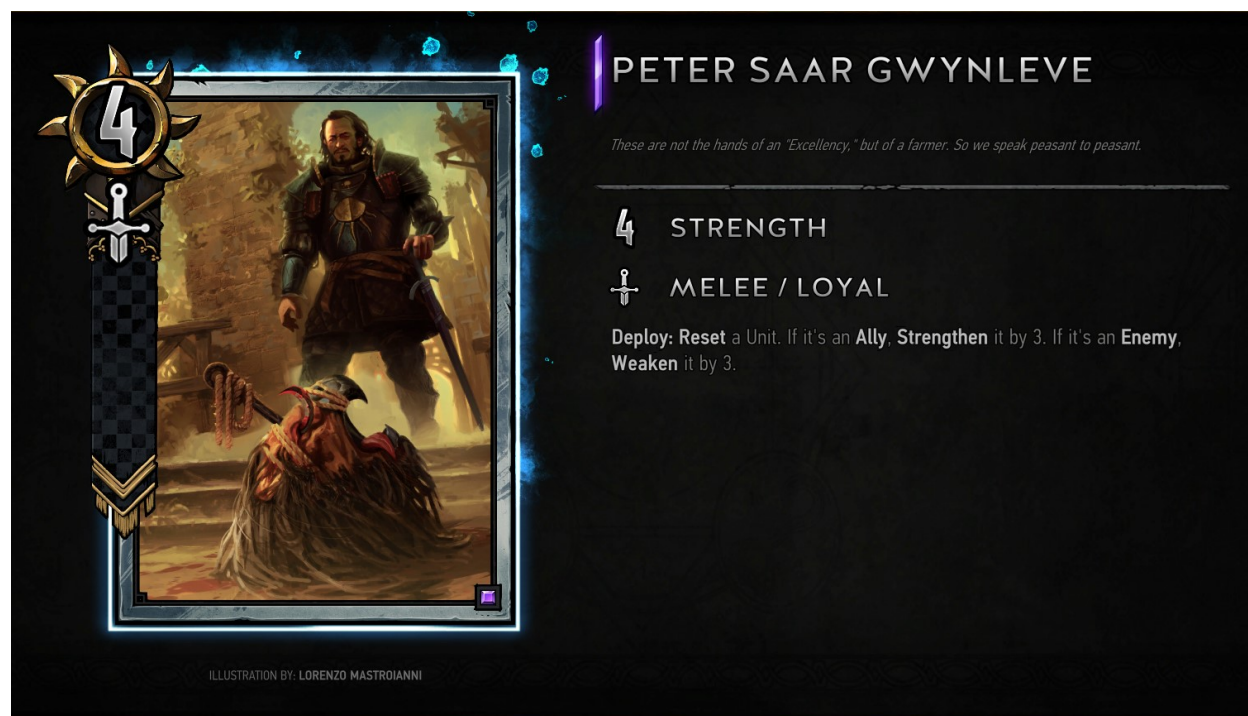 4
PETER SAAR GWYNLEVE
These are not the hands of an "Excellency," but of a farmer. So we speak peasant to peasant.
4 STRENGTH
MELEE / LOYAL
Deploy: Reset a Unit. If it's an Ally, Strengthen it by 3. If it's an Enemy,
Weaken it by 3.
ILLUSTRATION BY: LORENZO MASTROIANNI